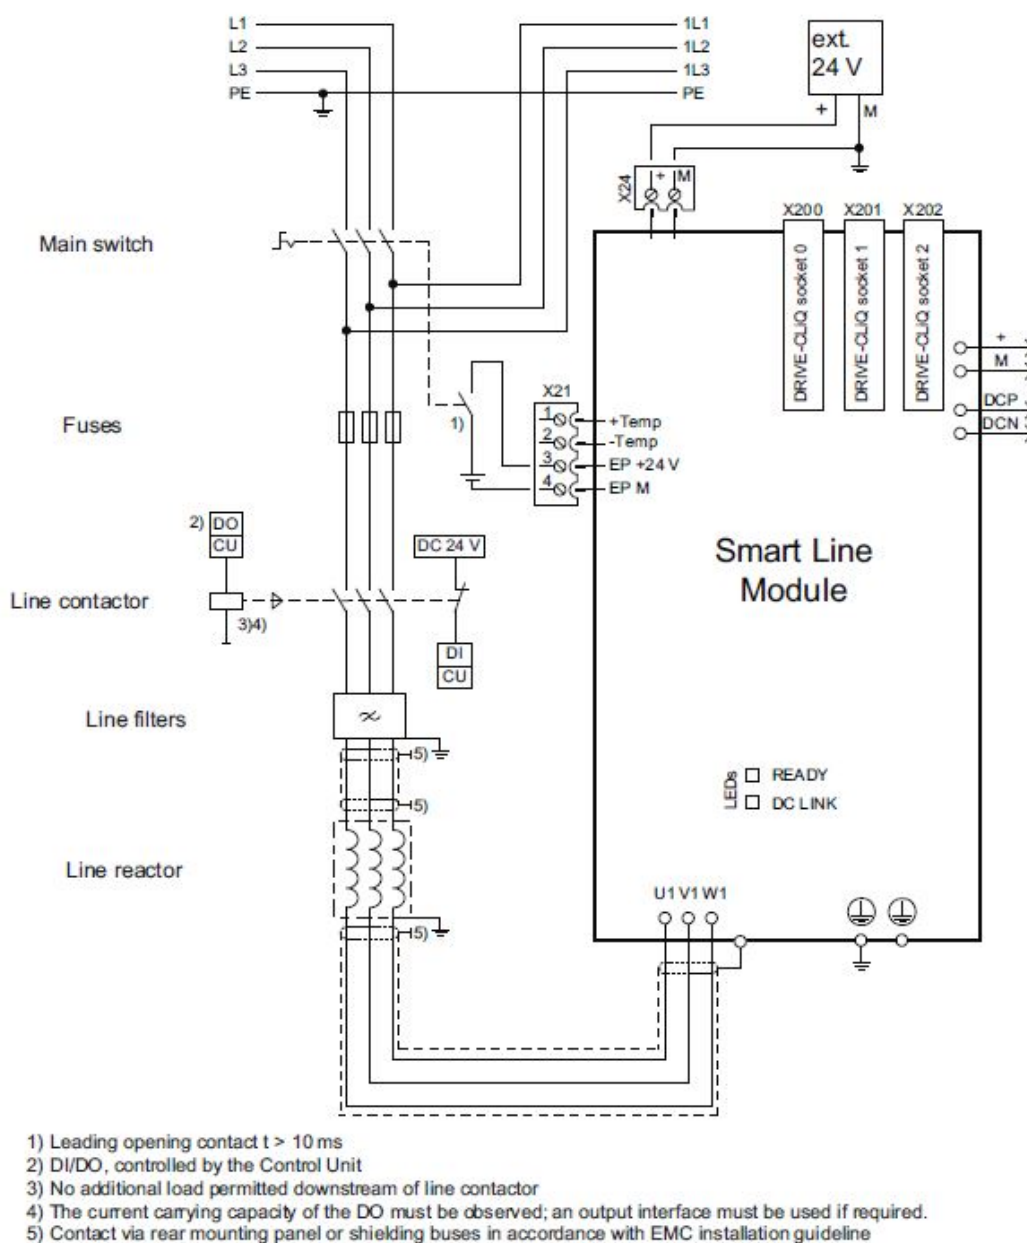 L1
L2
L3
PE
1L1
1L2
1L3
PE
ext.
24 V
+ M
X24
+ M
X200
X201
X202
DRIVE-CLiQ socket 0
DRIVE-CLiQ socket 1
DRIVE-CLiQ socket 2
Main switch
+
M
DCP
DCN
X21
1)
1
+Temp
2
-Temp
3
EP +24 V
4
EP M
Fuses
2)
DO
CU
DC 24 V
Smart Line
Module
Line contactor
3)4)
DI
CU
Line filters
5)
5)
LEDs
READY
DC LINK
Line reactor
5)
U1 V1 W1
1) Leading opening contact t > 10 ms
2) DI/DO, controlled by the Control Unit
3) No additional load permitted downstream of line contactor
4) The current carrying capacity of the DO must be observed; an output interface must be used if required.
5) Contact via rear mounting panel or shielding buses in accordance with EMC installation guideline